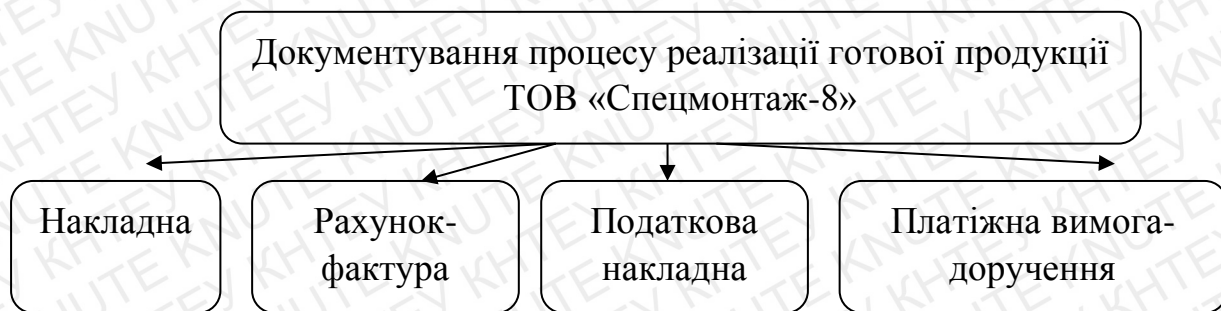 Документування процесу реалізації готової продукції
ТОВ «Спецмонтаж-8»
Накладна
Рахунок-
фактура
Податкова
накладна
Платіжна вимога-
доручення